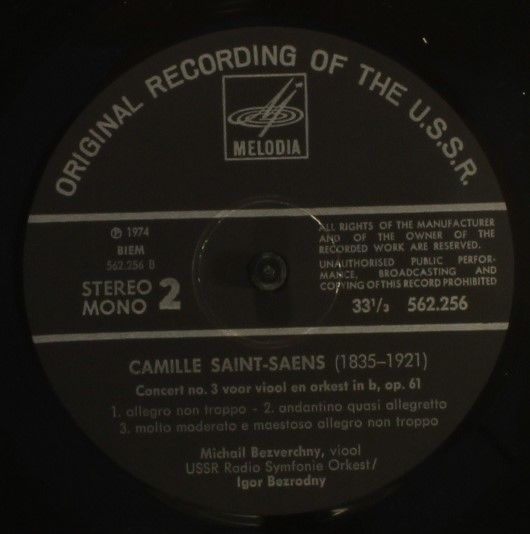 ORIGINAL RECORDING OF THE U.S.S.R.
MELODIA
℗ 1974
BIEM
562.256 B
STEREO
MONO 2
ALL RIGHTS OF THE MANUFACTURER
AND OF THE OWNER OF THE
RECORDED WORK ARE RESERVED.
UNAUTHORISED PUBLIC PERFOR-
MANCE, BROADCASTING AND
COPYING OF THIS RECORD PROHIBITED
33 1/3 562.256
CAMILLE SAINT-SAENS (1835–1921)
Concert no. 3 voor viool en orkest in b, op. 61
1. allegro non troppo - 2. andantino quasi allegretto
3. molto moderato e maestoso allegro non troppo
Michail Bezverchny, viool
USSR Radio Symfonie Orkest/
Igor Bezrodny